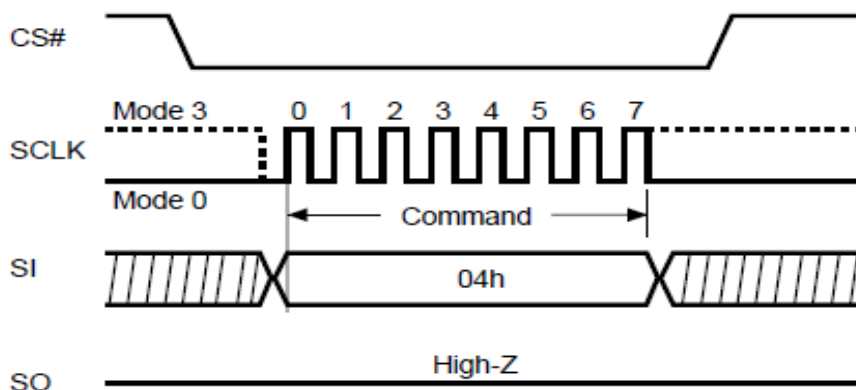 CS#
Mode 3
0 1 2 3 4 5 6 7
SCLK
Mode 0
Command
SI
04h
High-Z
SO